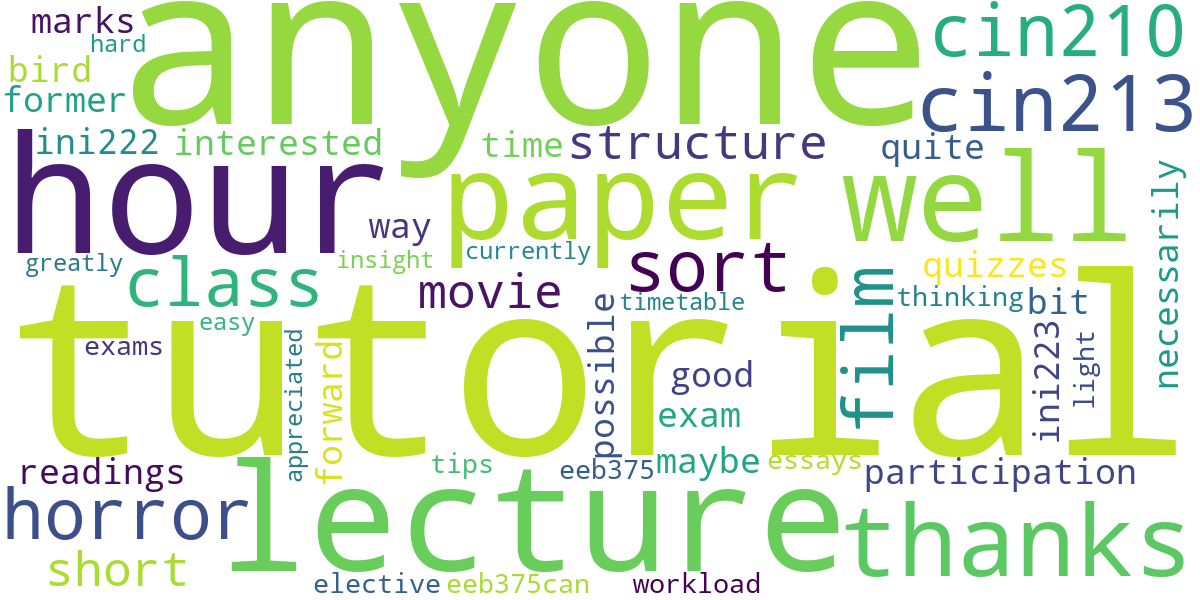 marks
anyone
cin210
hard
bird
former
cin213
ini222
interested
time
structure
quite
hour
paper
well
necessarily
way
greatly
insight
currently
class
movie
sort
film
quizzes
thinking
bit
timetable
easy
tutorial
exams
appreciated
forward
possible
good
exam
ini223
light
readings
tips
eeb375
maybe
essays
participation
horror
lecture
thanks
short
elective
eeb375can
workload